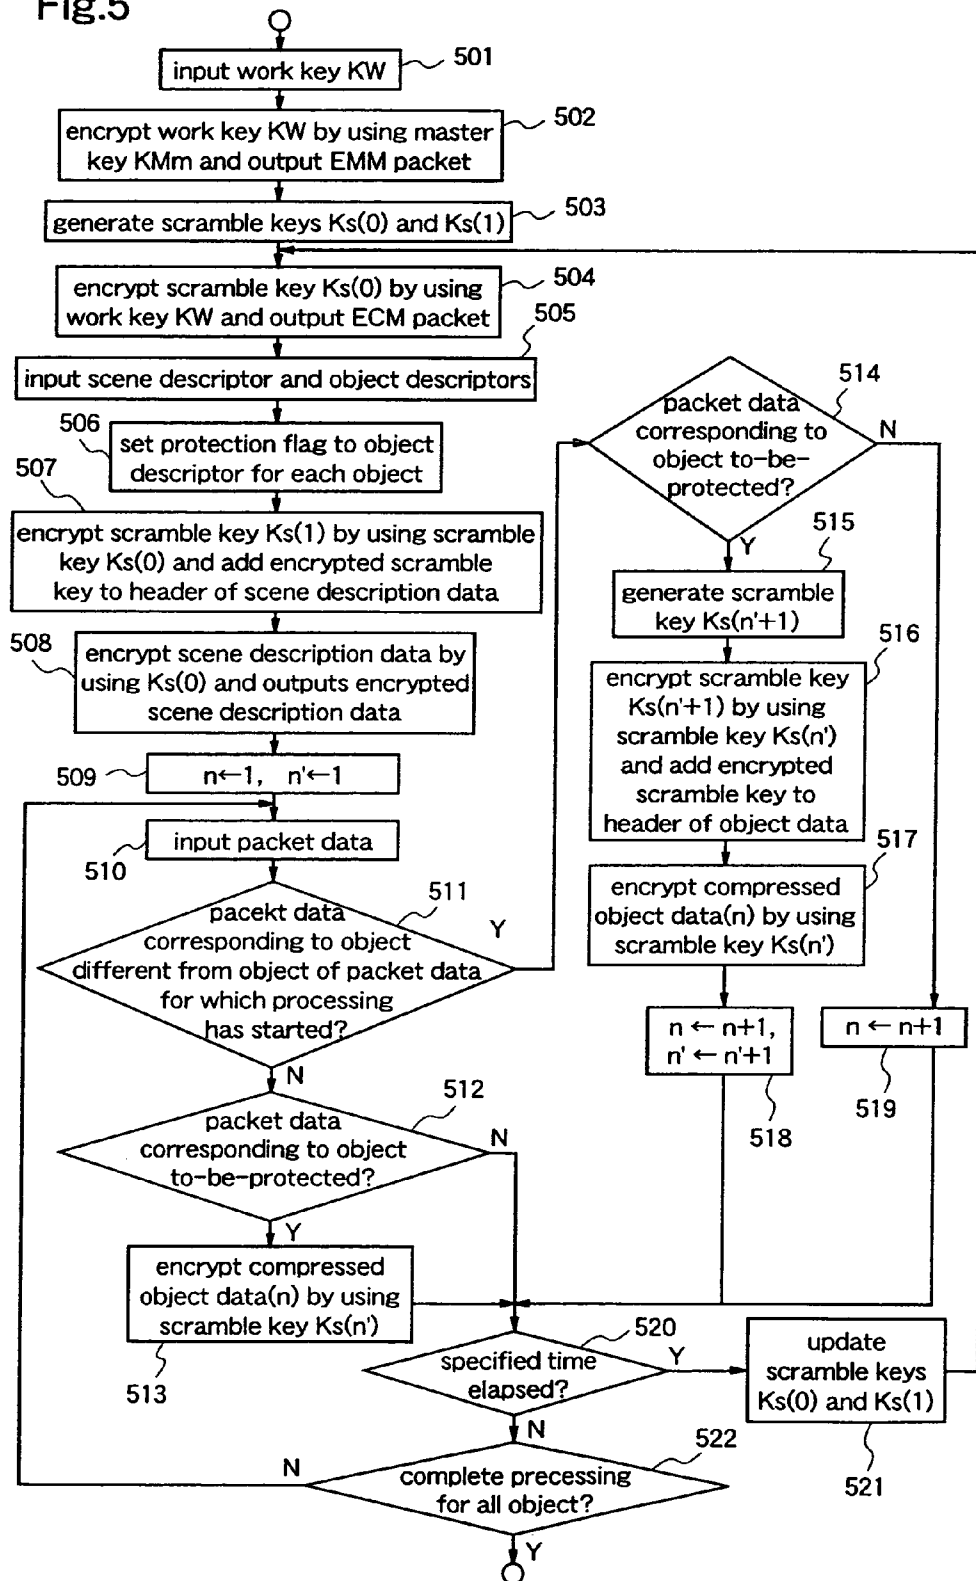 Fig.5
input work key KW
501
encrypt work key KW by using master
key KMm and output EMM packet
502
generate scramble keys Ks(0) and Ks(1)
503
encrypt scramble key Ks(0) by using
work key KW and output ECM packet
504
505
input scene descriptor and object descriptors
506
set protection flag to object
descriptor for each object
507
encrypt scramble key Ks(1) by using scramble
key Ks(0) and add encrypted scramble
key to header of scene description data
508
encrypt scene description data by
using Ks(0) and outputs encrypted
scene description data
509
n←1, n'←1
input packet data
510
pacekt data
corresponding to object
different from object of packet data
for which processing
has started?
511
Y
N
packet data
corresponding to object
to-be-protected?
512
N
Y
encrypt compressed
object data(n) by using
scramble key Ks(n')
513
packet data
corresponding to
object to-be-
protected?
514
N
Y
515
generate scramble
key Ks(n'+1)
516
encrypt scramble key
Ks(n'+1) by using
scramble key Ks(n')
and add encrypted
scramble key to
header of object data
517
encrypt compressed
object data(n) by using
scramble key Ks(n')
n ← n+1,
n' ← n'+1
518
n ← n+1
519
specified time
elapsed?
520
Y
N
update
scramble keys
Ks(0) and Ks(1)
521
complete precessing
for all object?
522
N
Y